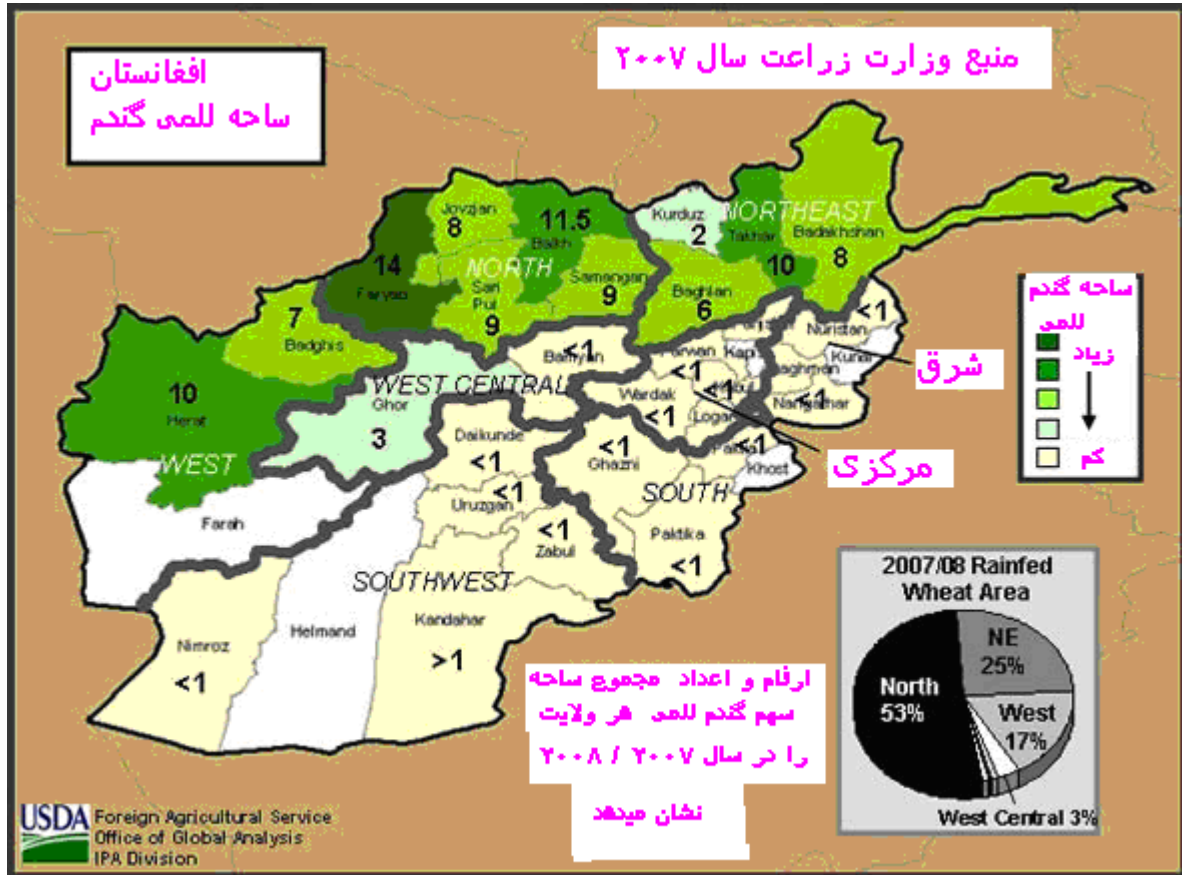 افغانستان
ساحه للمی گندم
منبع وزارت زراعت سال ۲۰۰۷
Jovzjan
8
11.5
Balkh
Kurduz
2
NORTHEAST
Takhar
10
Badakhshan
8
14
Faryab
NORTH
Sari
Pul
9
Samangan
9
Baghlan
6
7
Badghis
<1
Bamyan
Parwan
<1
<1
Nuristan
Kunar
Laghman
<1
Nangarhar
شرق
10
Herat
WEST
WEST CENTRAL
Ghor
3
Wardak
<1
<1
Logar
مرکزی
Daikunde
<1
<1
Ghazni
<1
Khost
Uruzgan
<1
SOUTH
Farah
<1
Zabul
Paktika
<1
SOUTHWEST
Kandahar
>1
Helmand
Nimroz
<1
ساحه گندم
للمی
زیاد
کم
ارقام و اعداد مجموع ساحه
سهم گندم للمی هر ولایت
را در سال ۲۰۰۷ / ۲۰۰۸
نشان میدهد
2007/08 Rainfed
Wheat Area
NE
25%
North
53%
West
17%
West Central 3%
USDA
Foreign Agricultural Service
Office of Global Analysis
IPA Division